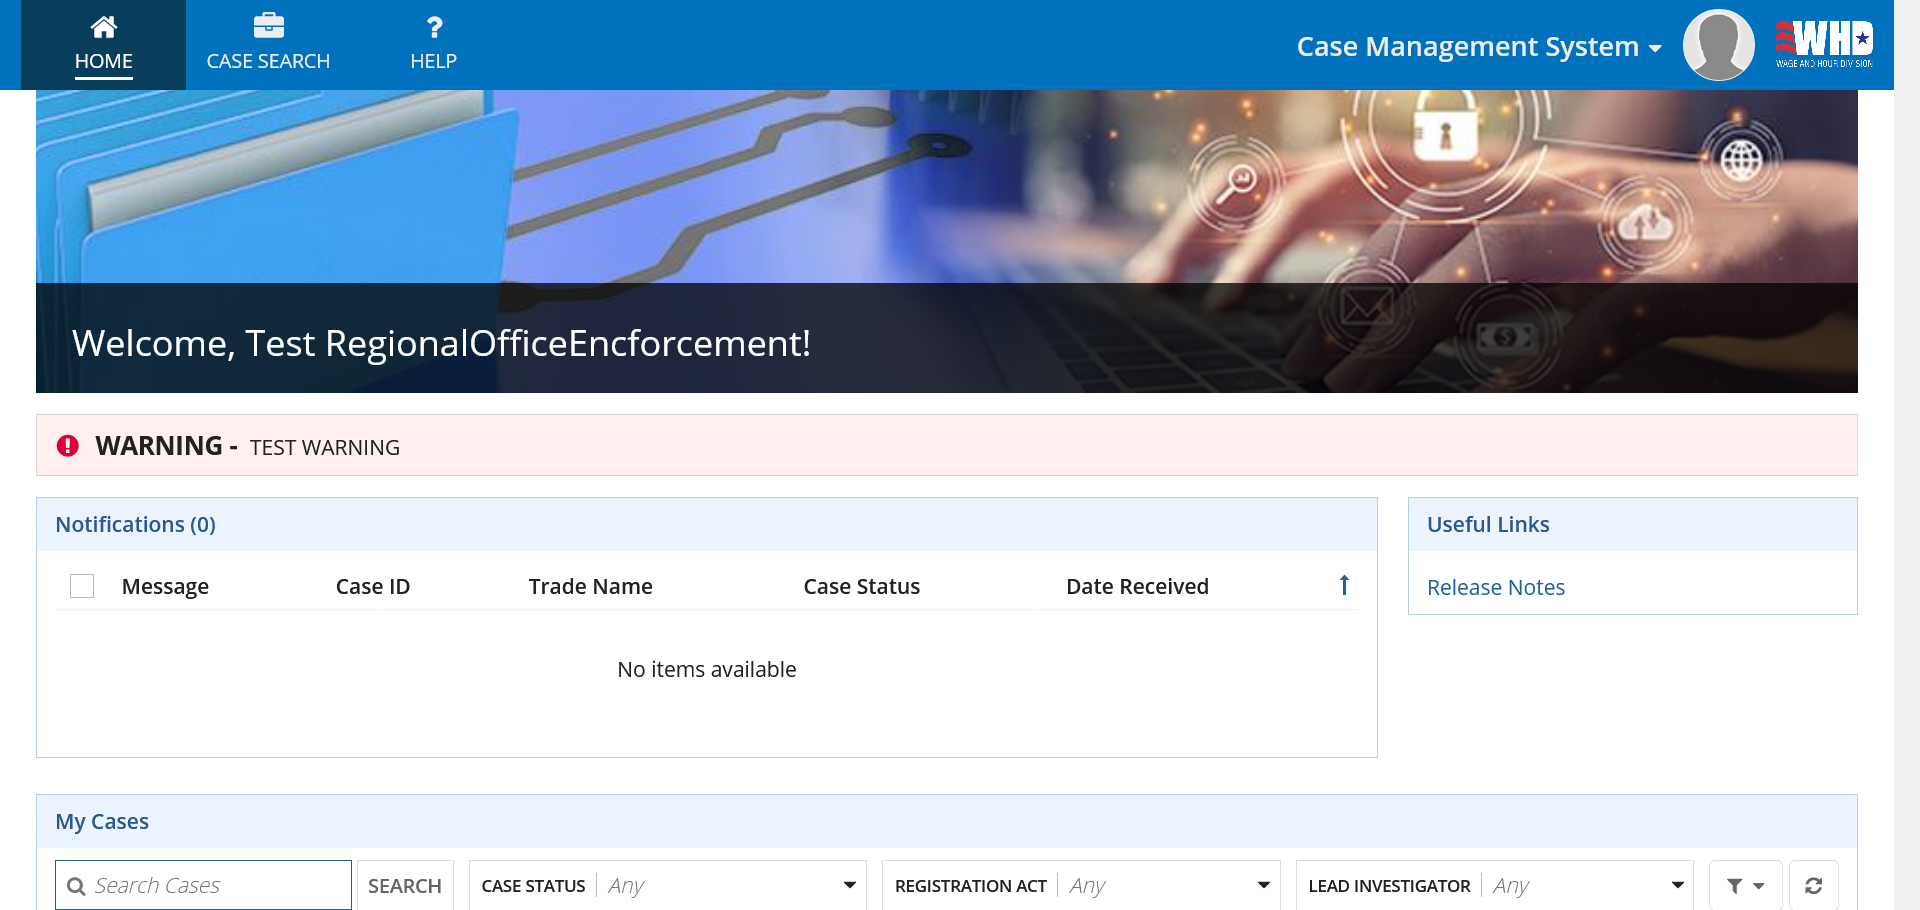 HOME
CASE SEARCH
HELP
Case Management System
WHD
WAGE AND HOUR DIVISION
Welcome, Test RegionalOfficeEncforcement!
WARNING - TEST WARNING
Notifications (0)
Useful Links
Message Case ID Trade Name Case Status Date Received
Release Notes
No items available
My Cases
Search Cases SEARCH CASE STATUS Any REGISTRATION ACT Any LEAD INVESTIGATOR Any